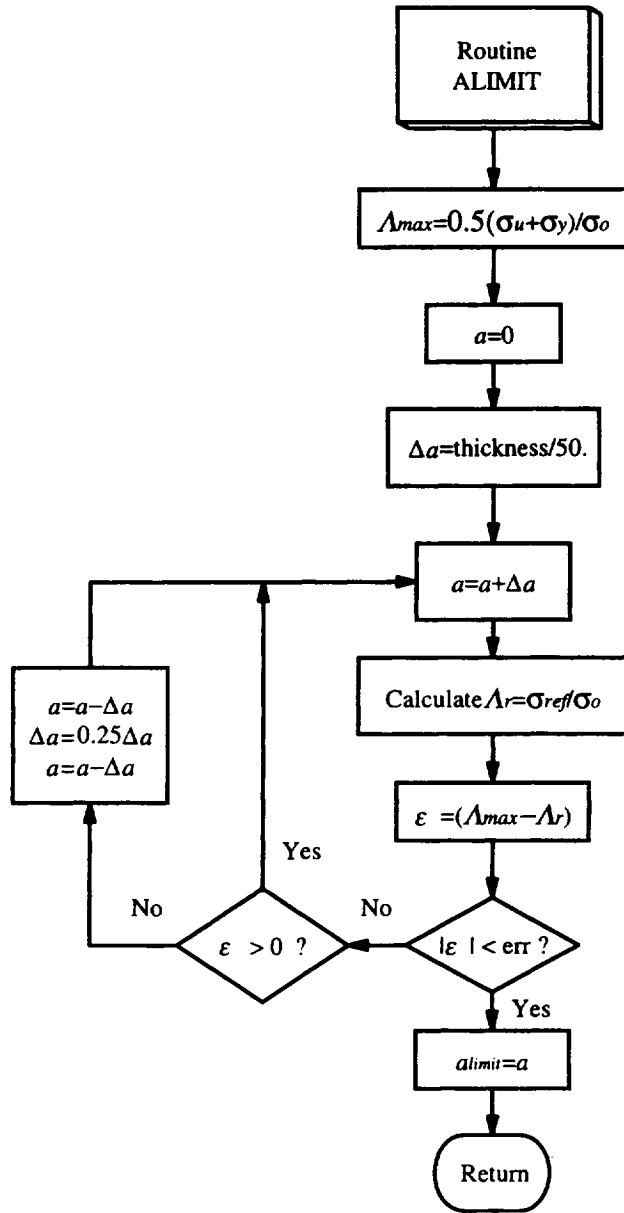 Routine
ALIMIT
Λmax=0.5(σu+σy)/σo
a=0
Δa=thickness/50.
a=a+Δa
Calculate Λr=σref/σo
ε =(Λmax−Λr)
|ε | < err ?
No
Yes
ε > 0 ?
Yes
No
a=a−Δa
Δa=0.25Δa
a=a−Δa
alimit=a
Return